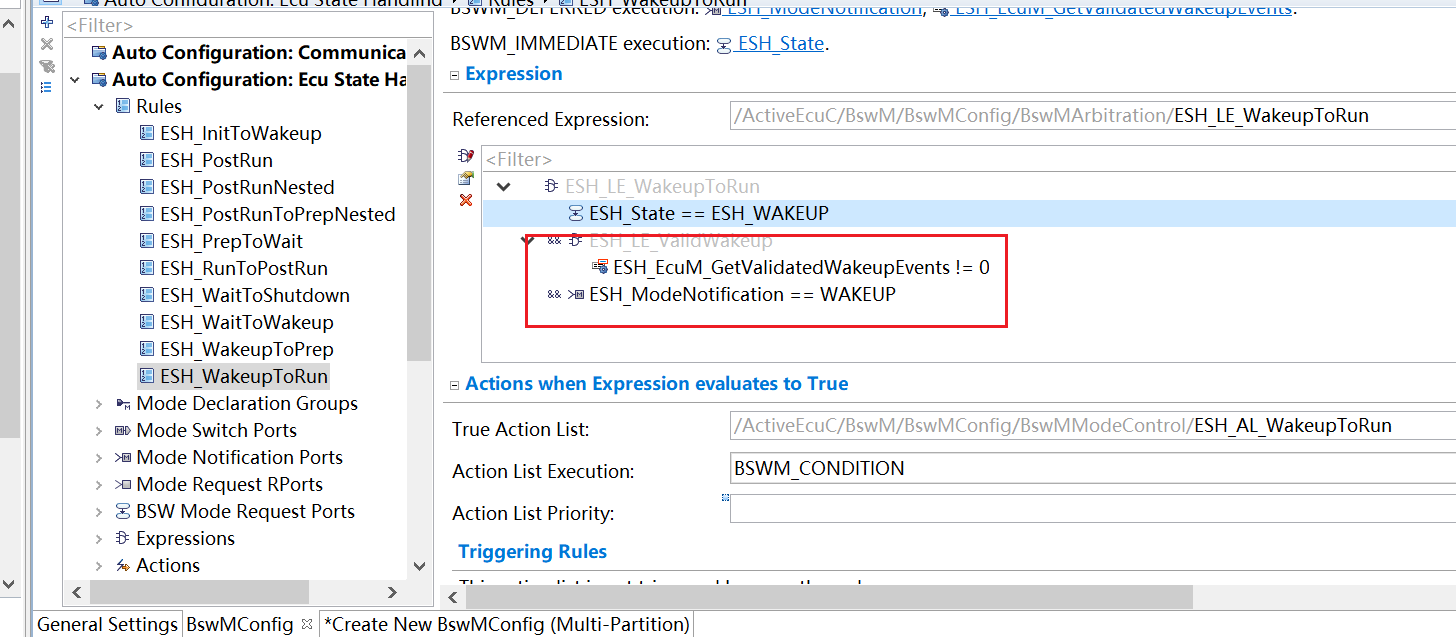 Auto Configuration: Ecu State Handling
Rules
ESH_WakeupToRun
<Filter>
Auto Configuration: Communica
Auto Configuration: Ecu State Ha
Rules
ESH_InitToWakeup
ESH_PostRun
ESH_PostRunNested
ESH_PostRunToPrepNested
ESH_PrepToWait
ESH_RunToPostRun
ESH_WaitToShutdown
ESH_WaitToWakeup
ESH_WakeupToPrep
ESH_WakeupToRun
Mode Declaration Groups
Mode Switch Ports
Mode Notification Ports
Mode Request RPorts
BSW Mode Request Ports
Expressions
Actions
BSWM_DEFERRED execution: ESH_ModeNotification, ESH_EcuM_GetValidatedWakeupEvents.
BSWM_IMMEDIATE execution: ESH_State.
Expression
Referenced Expression: /ActiveEcuC/BswM/BswMConfig/BswMArbitration/ESH_LE_WakeupToRun
<Filter>
ESH_LE_WakeupToRun
ESH_State == ESH_WAKEUP
&& ESH_LE_ValidWakeup
ESH_EcuM_GetValidatedWakeupEvents != 0
&& ESH_ModeNotification == WAKEUP
Actions when Expression evaluates to True
True Action List: /ActiveEcuC/BswM/BswMConfig/BswMModeControl/ESH_AL_WakeupToRun
Action List Execution: BSWM_CONDITION
Action List Priority:
Triggering Rules
General Settings BswMConfig *Create New BswMConfig (Multi-Partition)